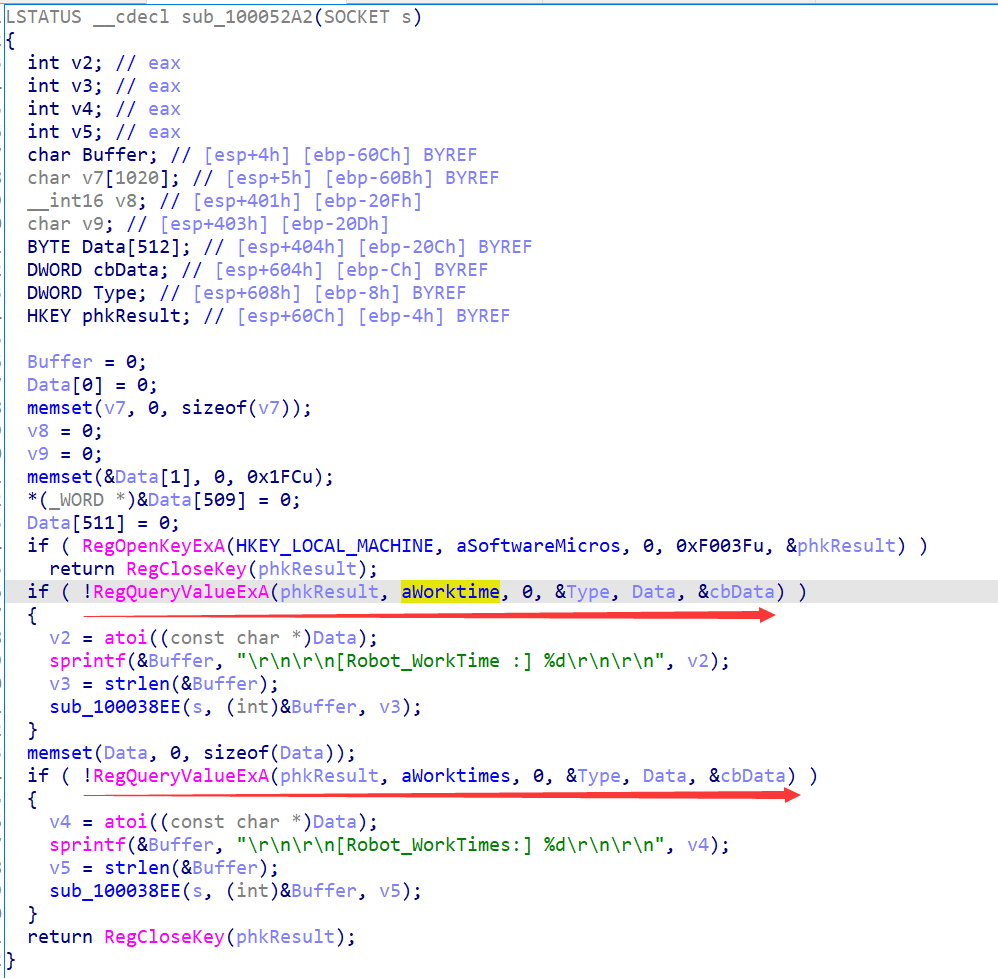 LSTATUS __cdecl sub_100052A2(SOCKET s)
{
int v2; // eax
int v3; // eax
int v4; // eax
int v5; // eax
char Buffer; // [esp+4h] [ebp-60Ch] BYREF
char v7[1020]; // [esp+5h] [ebp-60Bh] BYREF
__int16 v8; // [esp+401h] [ebp-20Fh]
char v9; // [esp+403h] [ebp-20Dh]
BYTE Data[512]; // [esp+404h] [ebp-20Ch] BYREF
DWORD cbData; // [esp+604h] [ebp-Ch] BYREF
DWORD Type; // [esp+608h] [ebp-8h] BYREF
HKEY phkResult; // [esp+60Ch] [ebp-4h] BYREF
Buffer = 0;
Data[0] = 0;
memset(v7, 0, sizeof(v7));
v8 = 0;
v9 = 0;
memset(&Data[1], 0, 0x1FCu);
*(_WORD *)&Data[509] = 0;
Data[511] = 0;
if ( RegOpenKeyExA(HKEY_LOCAL_MACHINE, aSoftwareMicros, 0, 0xF003Fu, &phkResult) )
return RegCloseKey(phkResult);
if ( !RegQueryValueExA(phkResult, aWorktime, 0, &Type, Data, &cbData) )
{
v2 = atoi((const char *)Data);
sprintf(&Buffer, "\r\n\r\n[Robot_WorkTime :] %d\r\n\r\n", v2);
v3 = strlen(&Buffer);
sub_100038EE(s, (int)&Buffer, v3);
}
memset(Data, 0, sizeof(Data));
if ( !RegQueryValueExA(phkResult, aWorktimes, 0, &Type, Data, &cbData) )
{
v4 = atoi((const char *)Data);
sprintf(&Buffer, "\r\n\r\n[Robot_WorkTimes:] %d\r\n\r\n", v4);
v5 = strlen(&Buffer);
sub_100038EE(s, (int)&Buffer, v5);
}
return RegCloseKey(phkResult);
}